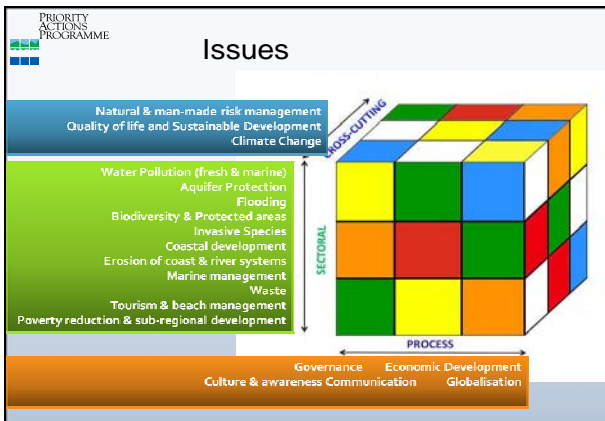 PRIORITY
ACTIONS
PROGRAMME
Issues
Natural & man-made risk management
Quality of life and Sustainable Development
Climate Change
CROSS-CUTTING
Water Pollution (fresh & marine)
Aquifer Protection
Flooding
Biodiversity & Protected areas
Invasive Species
Coastal development
Erosion of coast & river systems
Marine management
Waste
Tourism & beach management
Poverty reduction & sub-regional development
SECTORAL
PROCESS
Governance Economic Development
Culture & awareness Communication Globalisation